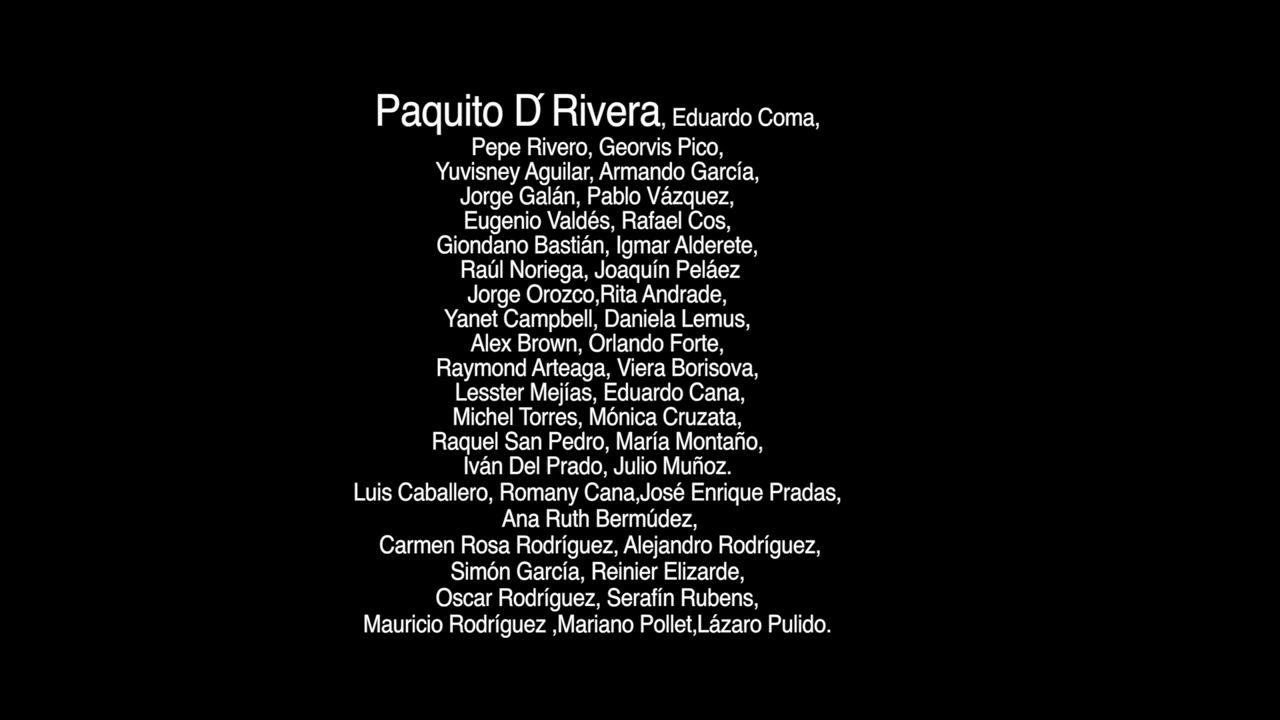 Paquito D´Rivera, Eduardo Coma,
Pepe Rivero, Georvis Pico,
Yuvisney Aguilar, Armando García,
Jorge Galán, Pablo Vázquez,
Eugenio Valdés, Rafael Cos,
Giondano Bastián, Igmar Alderete,
Raúl Noriega, Joaquín Peláez
Jorge Orozco,Rita Andrade,
Yanet Campbell, Daniela Lemus,
Alex Brown, Orlando Forte,
Raymond Arteaga, Viera Borisova,
Lesster Mejías, Eduardo Cana,
Michel Torres, Mónica Cruzata,
Raquel San Pedro, María Montaño,
Iván Del Prado, Julio Muñoz.
Luis Caballero, Romany Cana,José Enrique Pradas,
Ana Ruth Bermúdez,
Carmen Rosa Rodríguez, Alejandro Rodríguez,
Simón García, Reinier Elizarde,
Oscar Rodríguez, Serafín Rubens,
Mauricio Rodríguez ,Mariano Pollet,Lázaro Pulido.